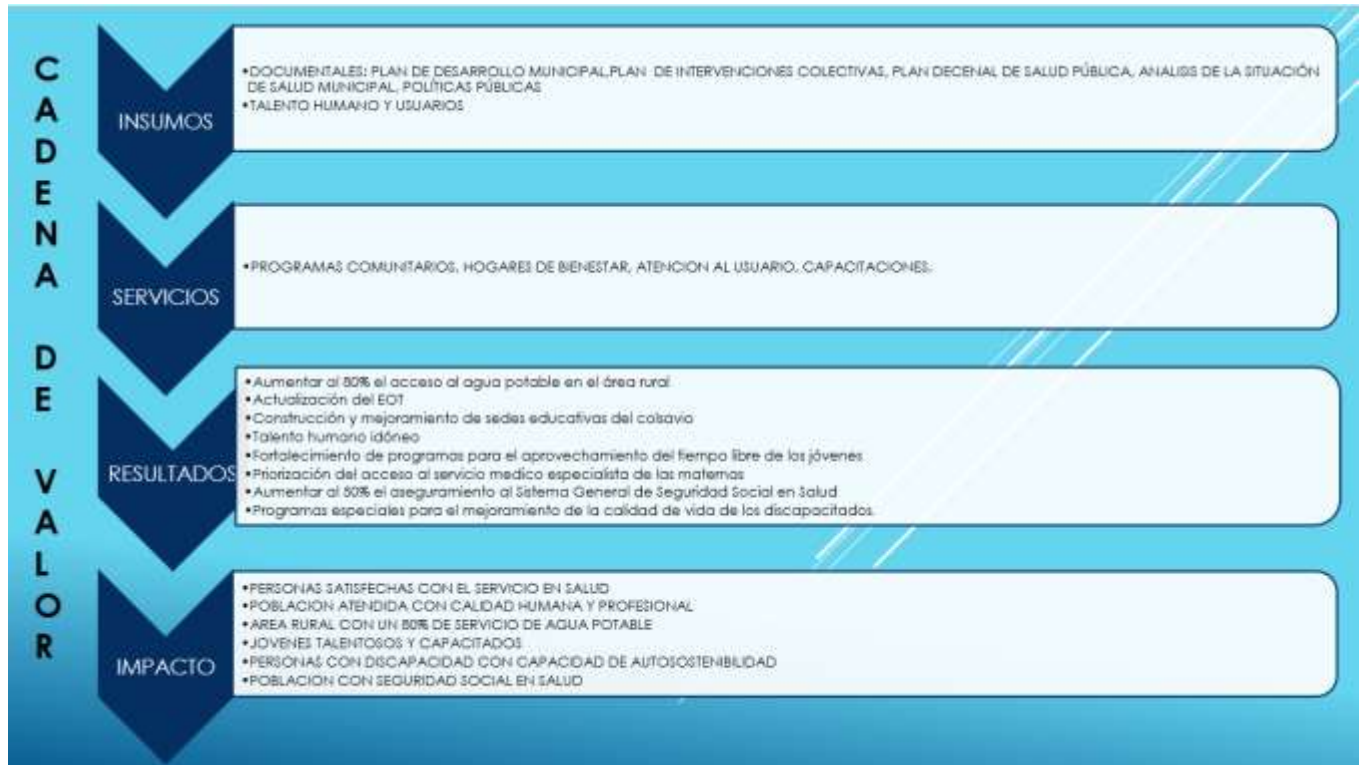 CADENA DE VALOR
INSUMOS
•DOCUMENTALES: PLAN DE DESARROLLO MUNICIPAL,PLAN DE INTERVENCIONES COLECTIVAS, PLAN DECENAL DE SALUD PÚBLICA, ANALISIS DE LA SITUACIÓN
DE SALUD MUNICIPAL, POLÍTICAS PÚBLICAS
•TALENTO HUMANO Y USUARIOS
SERVICIOS
•PROGRAMAS COMUNITARIOS, HOGARES DE BIENESTAR, ATENCION AL USUARIO, CAPACITACIONES.
RESULTADOS
•Aumentar al 80% el acceso al agua potable en el área rural
•Actualización del EOT
•Construcción y mejoramiento de sedes educativas del colsavio
•Talento humano idóneo
•Fortalecimiento de programas para el aprovechamiento del tiempo libre de los jóvenes
•Priorización del acceso al servicio medico especialista de las maternas
•Aumentar al 50% el aseguramiento al Sistema General de Seguridad Social en Salud
•Programas especiales para el mejoramiento de la calidad de vida de los discapacitados
IMPACTO
•PERSONAS SATISFECHAS CON EL SERVICIO EN SALUD
•POBLACION ATENDIDA CON CALIDAD HUMANA Y PROFESIONAL
•AREA RURAL CON UN 80% DE SERVICIO DE AGUA POTABLE
•JOVENES TALENTOSOS Y CAPACITADOS
•PERSONAS CON DISCAPACIDAD CON CAPACIDAD DE AUTOSOSTENIBILIDAD
•POBLACION CON SEGURIDAD SOCIAL EN SALUD